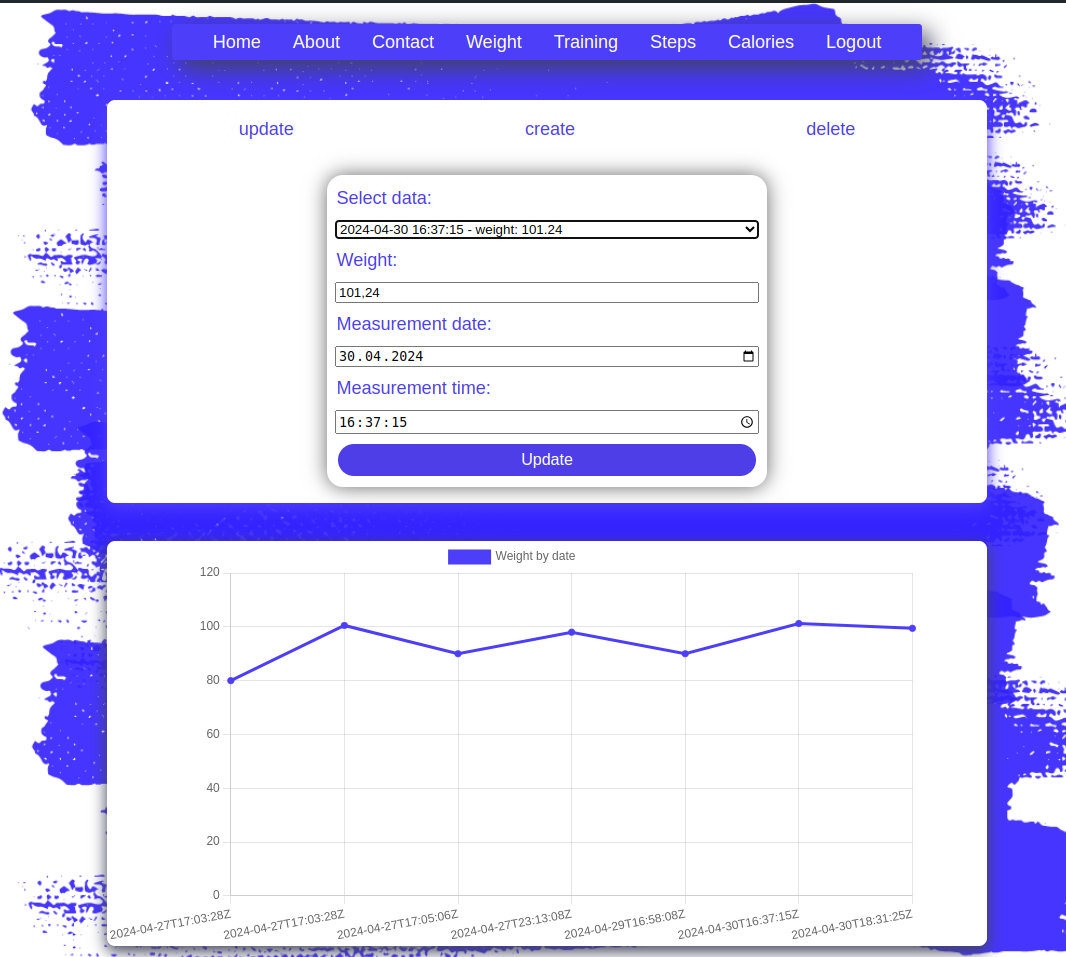 Home About Contact Weight Training Steps Calories Logout
update create delete
Select data:
2024-04-30 16:37:15 - weight: 101.24
Weight:
101,24
Measurement date:
30.04.2024
Measurement time:
16:37:15
Update
Weight by date
120
100
80
60
40
20
0
2024-04-27T17:03:28Z 2024-04-27T17:03:28Z 2024-04-27T17:05:06Z 2024-04-27T23:13:08Z 2024-04-29T16:58:08Z 2024-04-30T16:37:15Z 2024-04-30T18:31:25Z